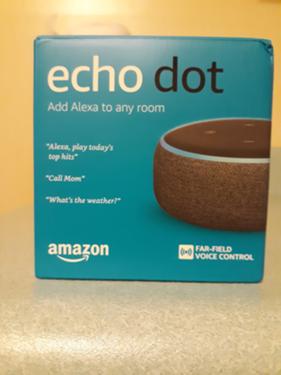 echo dot
Add Alexa to any room
"Alexa, play today's
top hits"
"Call Mom"
"What's the weather?"
amazon
FAR-FIELD
VOICE CONTROL